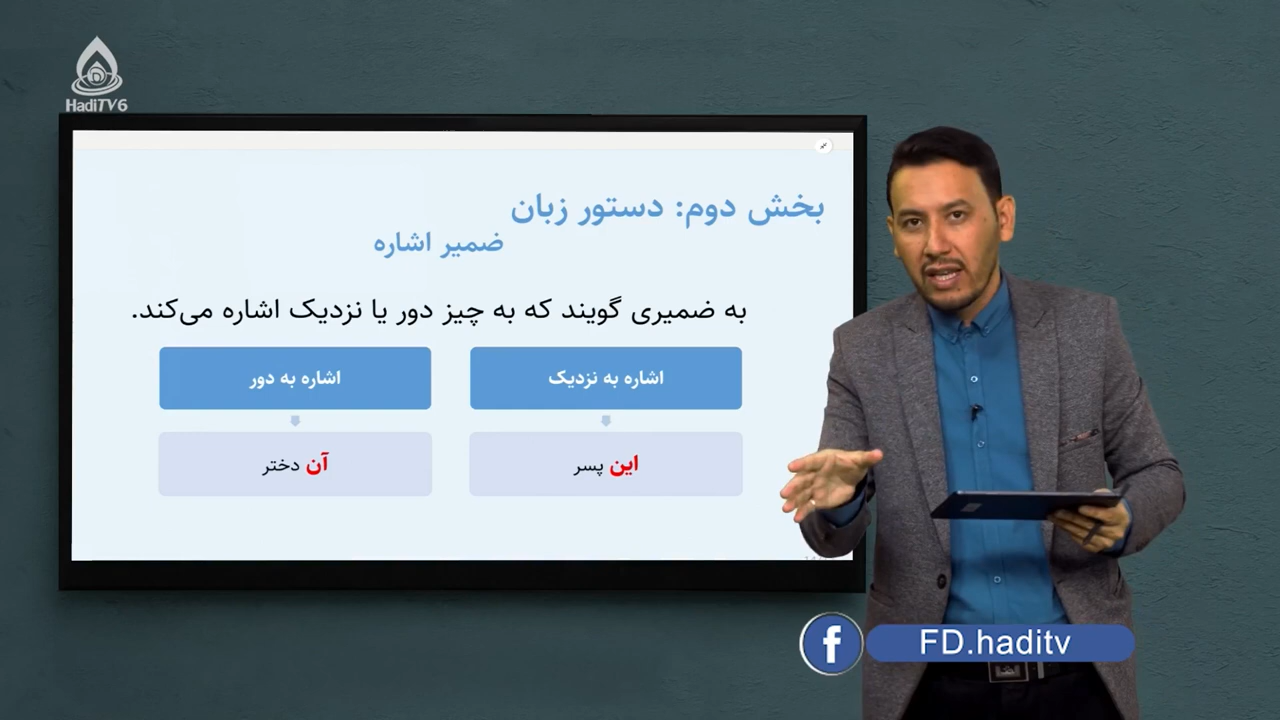 HadiTV6
بخش دوم: دستور زبان
ضمیر اشاره
به ضمیری گویند که به چیز دور یا نزدیک اشاره می‌کند.
اشاره به نزدیک
اشاره به دور
این پسر
آن دختر
FD.haditv